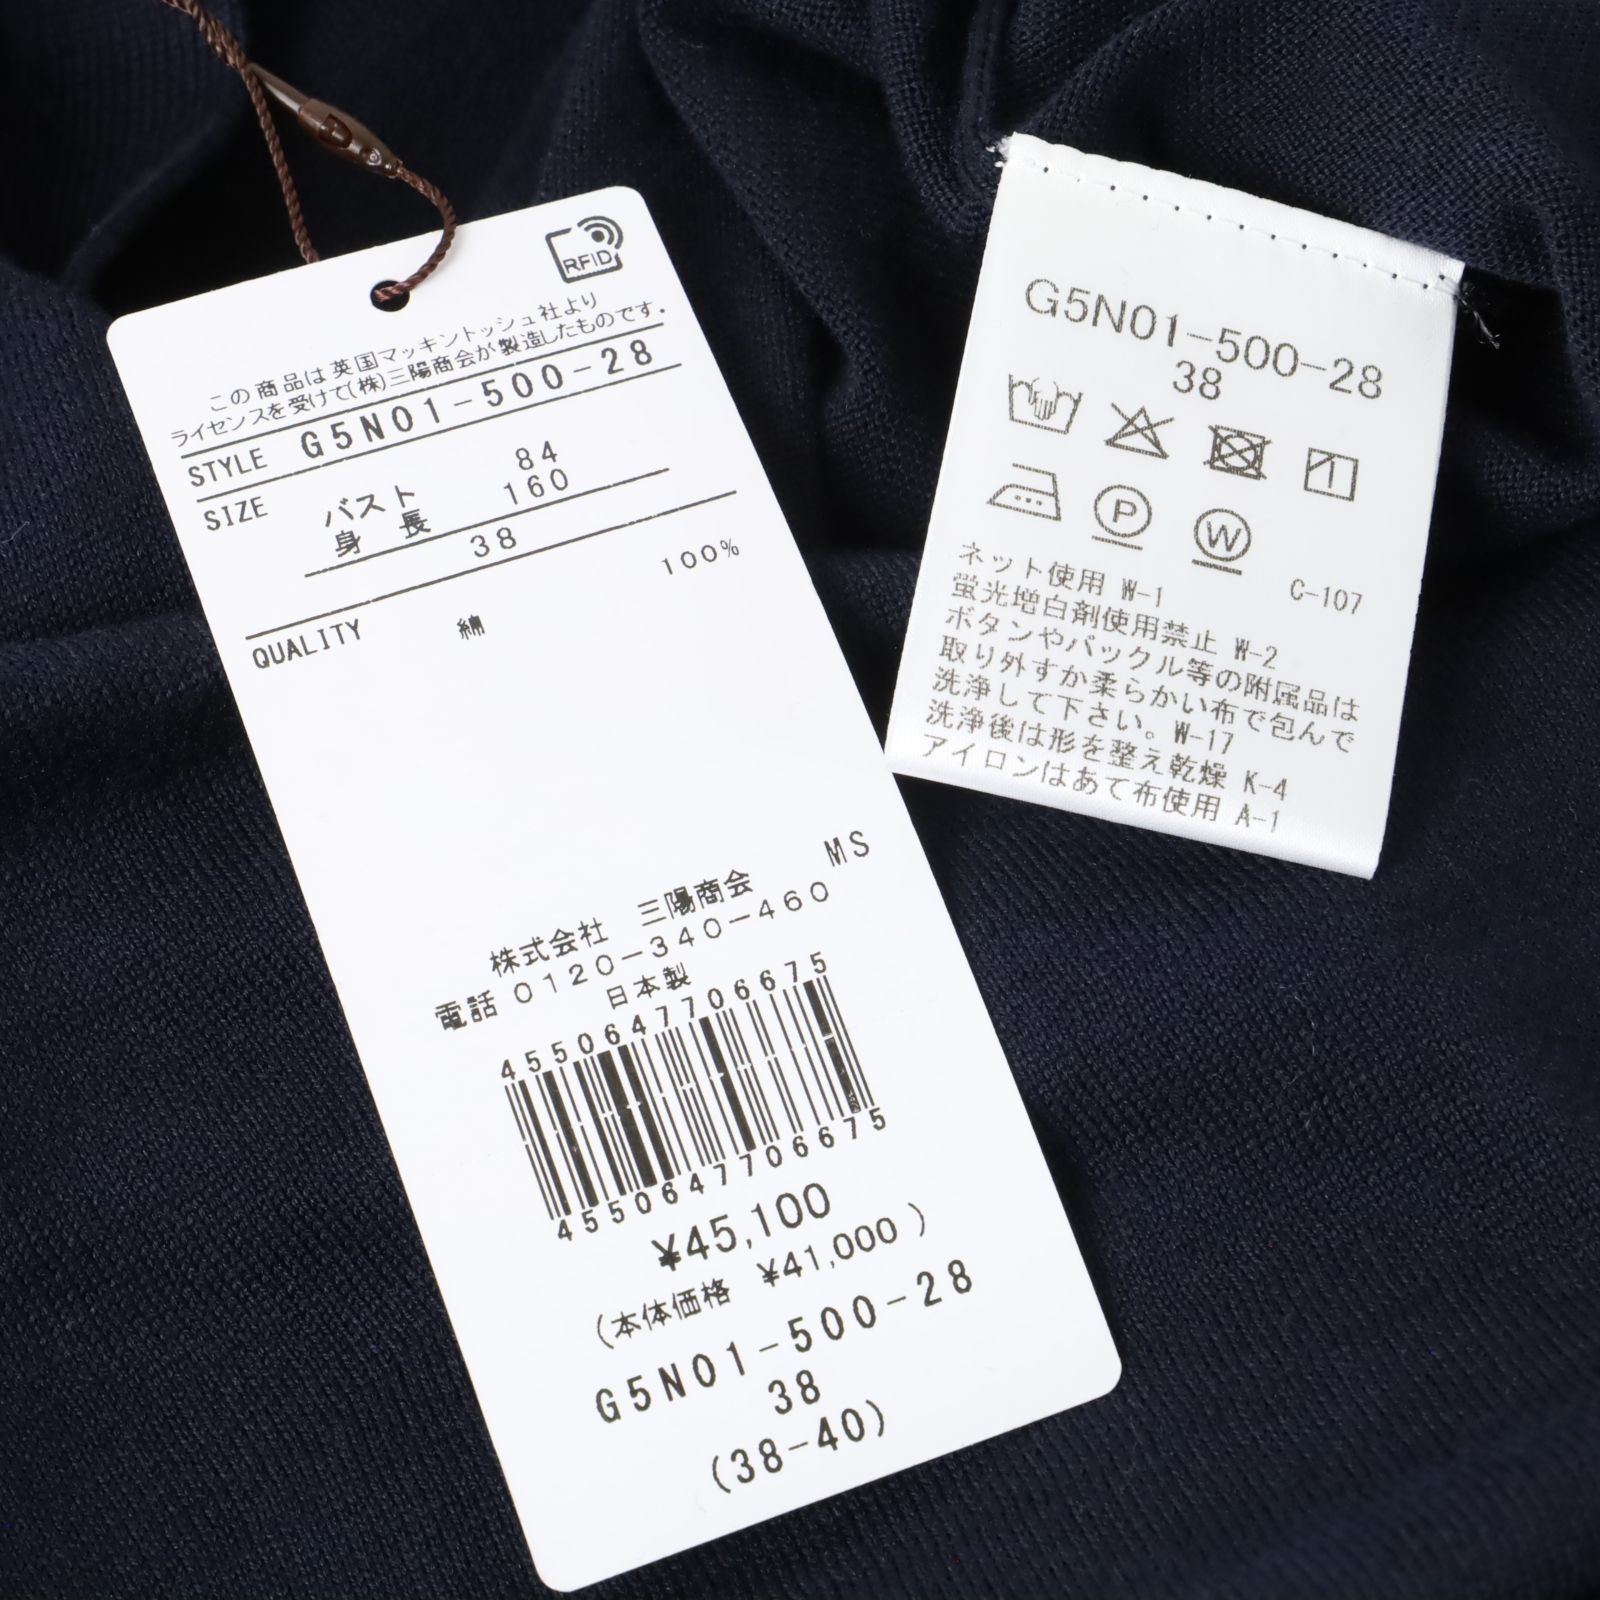 RFID
この商品は英国マッキントッシュ社より
ライセンスを受けて(株)三陽商会が製造したものです.
STYLE G5N01-500-28
SIZE バスト 84
身長 160
38
QUALITY 綿 100%
MS
株式会社 三陽商会
電話 0120-340-460
日本製
4550647706675
4550647706675
¥45,100
(本体価格 ¥41,000 )
G5N01-500-28
38
(38-40)
G5N01-500-28
38
P W
C-107
ネット使用 W-1
蛍光増白剤使用禁止 W-2
ボタンやバックル等の附属品は
取り外すか柔らかい布で包んで
洗浄して下さい。W-17
洗浄後は形を整え乾燥 K-4
アイロンはあて布使用 A-1